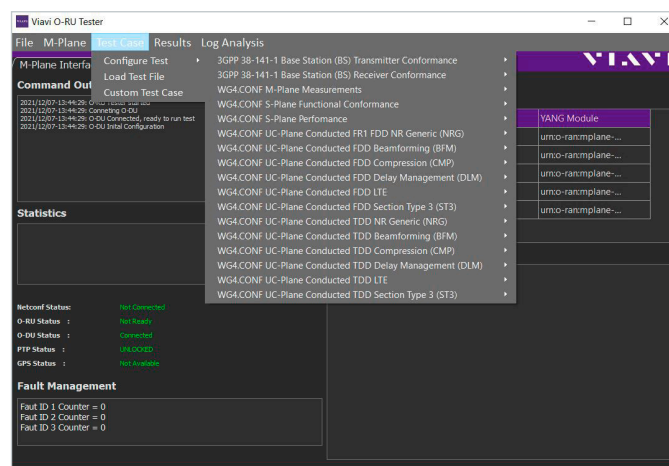 Viavi O-RU Tester
File M-Plane Test Case Results Log Analysis
VIAVI
M-Plane Interfa
Configure Test
Load Test File
Custom Test Case
3GPP 38-141-1 Base Station (BS) Transmitter Conformance
3GPP 38-141-1 Base Station (BS) Receiver Conformance
WG4.CONF M-Plane Measurements
WG4.CONF S-Plane Functional Conformance
WG4.CONF S-Plane Perfomance
WG4.CONF UC-Plane Conducted FR1 FDD NR Generic (NRG)
WG4.CONF UC-Plane Conducted FDD Beamforming (BFM)
WG4.CONF UC-Plane Conducted FDD Compression (CMP)
WG4.CONF UC-Plane Conducted FDD Delay Management (DLM)
WG4.CONF UC-Plane Conducted FDD LTE
WG4.CONF UC-Plane Conducted FDD Section Type 3 (ST3)
WG4.CONF UC-Plane Conducted TDD NR Generic (NRG)
WG4.CONF UC-Plane Conducted TDD Beamforming (BFM)
WG4.CONF UC-Plane Conducted TDD Compression (CMP)
WG4.CONF UC-Plane Conducted TDD Delay Management (DLM)
WG4.CONF UC-Plane Conducted TDD LTE
WG4.CONF UC-Plane Conducted TDD Section Type 3 (ST3)
Command Out
2021/12/07-13:44:29: O-RU Tester started
2021/12/07-13:44:29: Conneting O-DU
2021/12/07-13:44:29: O-DU Connected, ready to run test
2021/12/07-13:44:29: O-DU Inital Configuration
YANG Module
urn:o-ran:mplane-...
urn:o-ran:mplane-...
urn:o-ran:mplane-...
urn:o-ran:mplane-...
urn:o-ran:mplane-...
Statistics
Netconf Status: Not Connected
O-RU Status : Not Ready
O-DU Status : Connected
PTP Status : UNLOCKED
GPS Status : Not Available
Fault Management
Faut ID 1 Counter = 0
Faut ID 2 Counter = 0
Faut ID 3 Counter = 0